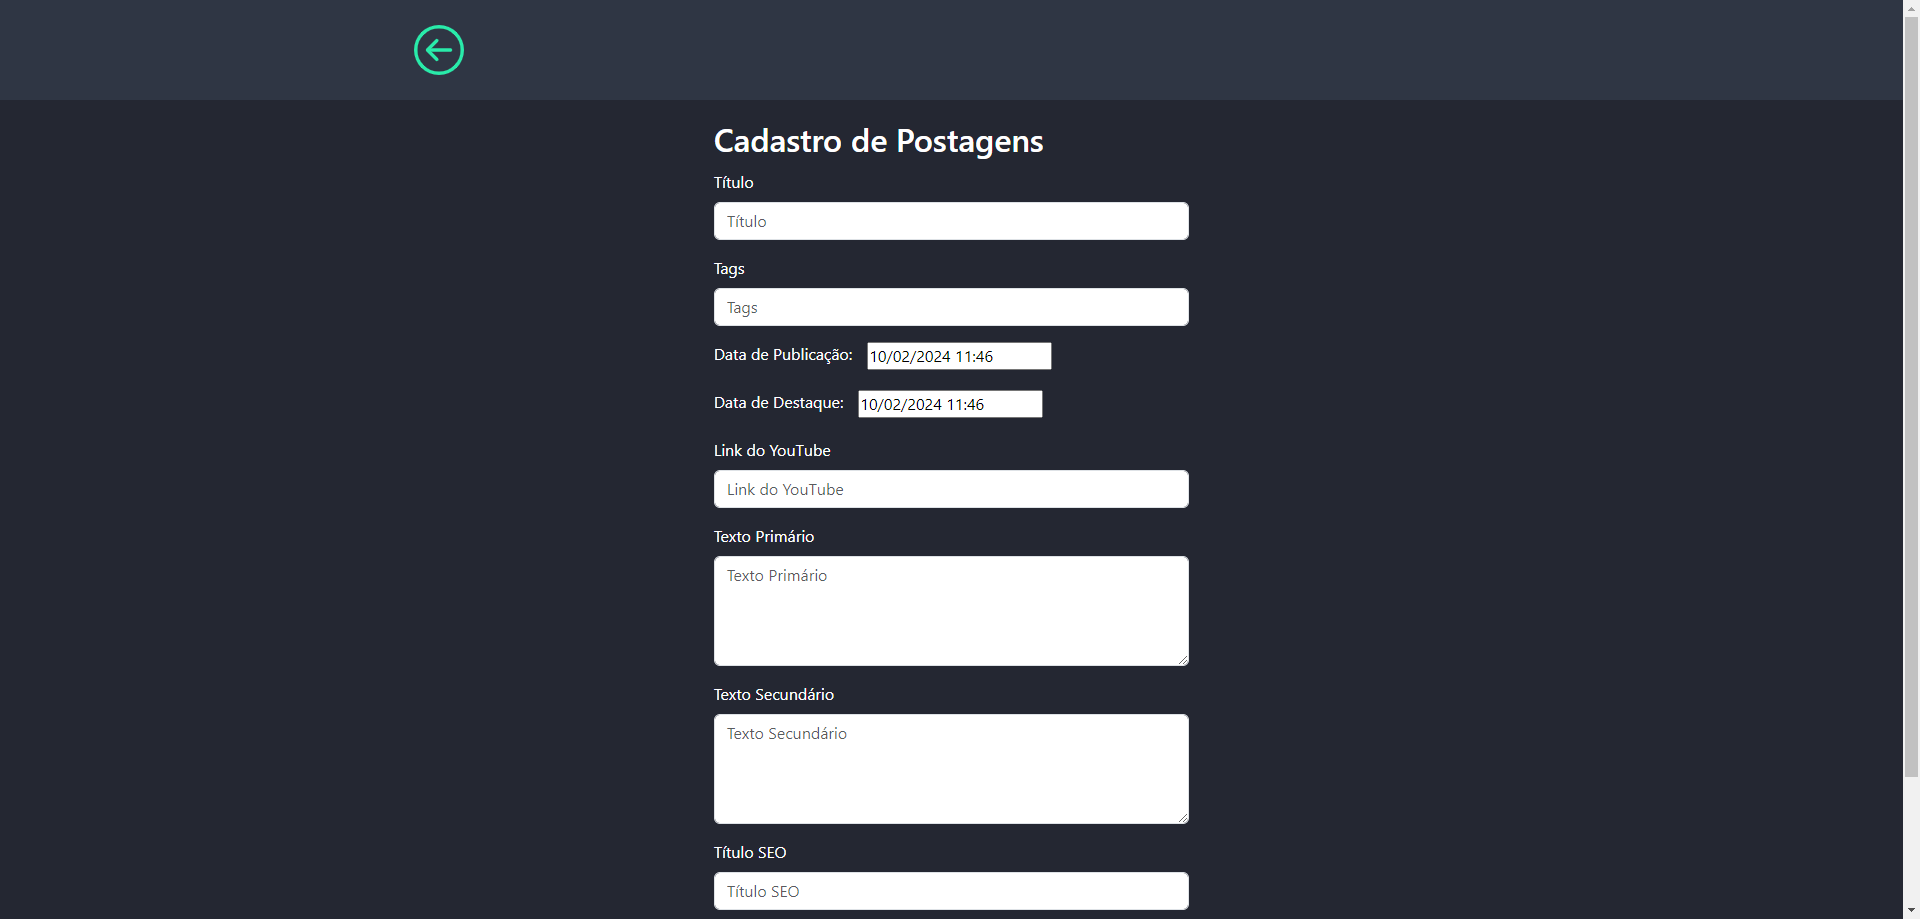 Cadastro de Postagens
Título
Título
Tags
Tags
Data de Publicação: 10/02/2024 11:46
Data de Destaque: 10/02/2024 11:46
Link do YouTube
Link do YouTube
Texto Primário
Texto Primário
Texto Secundário
Texto Secundário
Título SEO
Título SEO